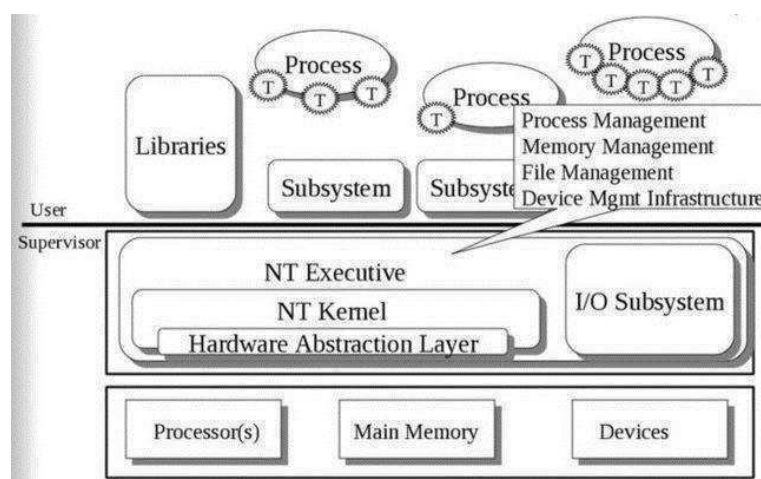 Process
T
T
T
Process
T
Process
T
T
T
T
T
Libraries
Subsystem
Subsyste
Process Management
Memory Management
File Management
Device Mgmt Infrastructure
User
Supervisor
NT Executive
NT Kernel
Hardware Abstraction Layer
I/O Subsystem
Processor(s)
Main Memory
Devices